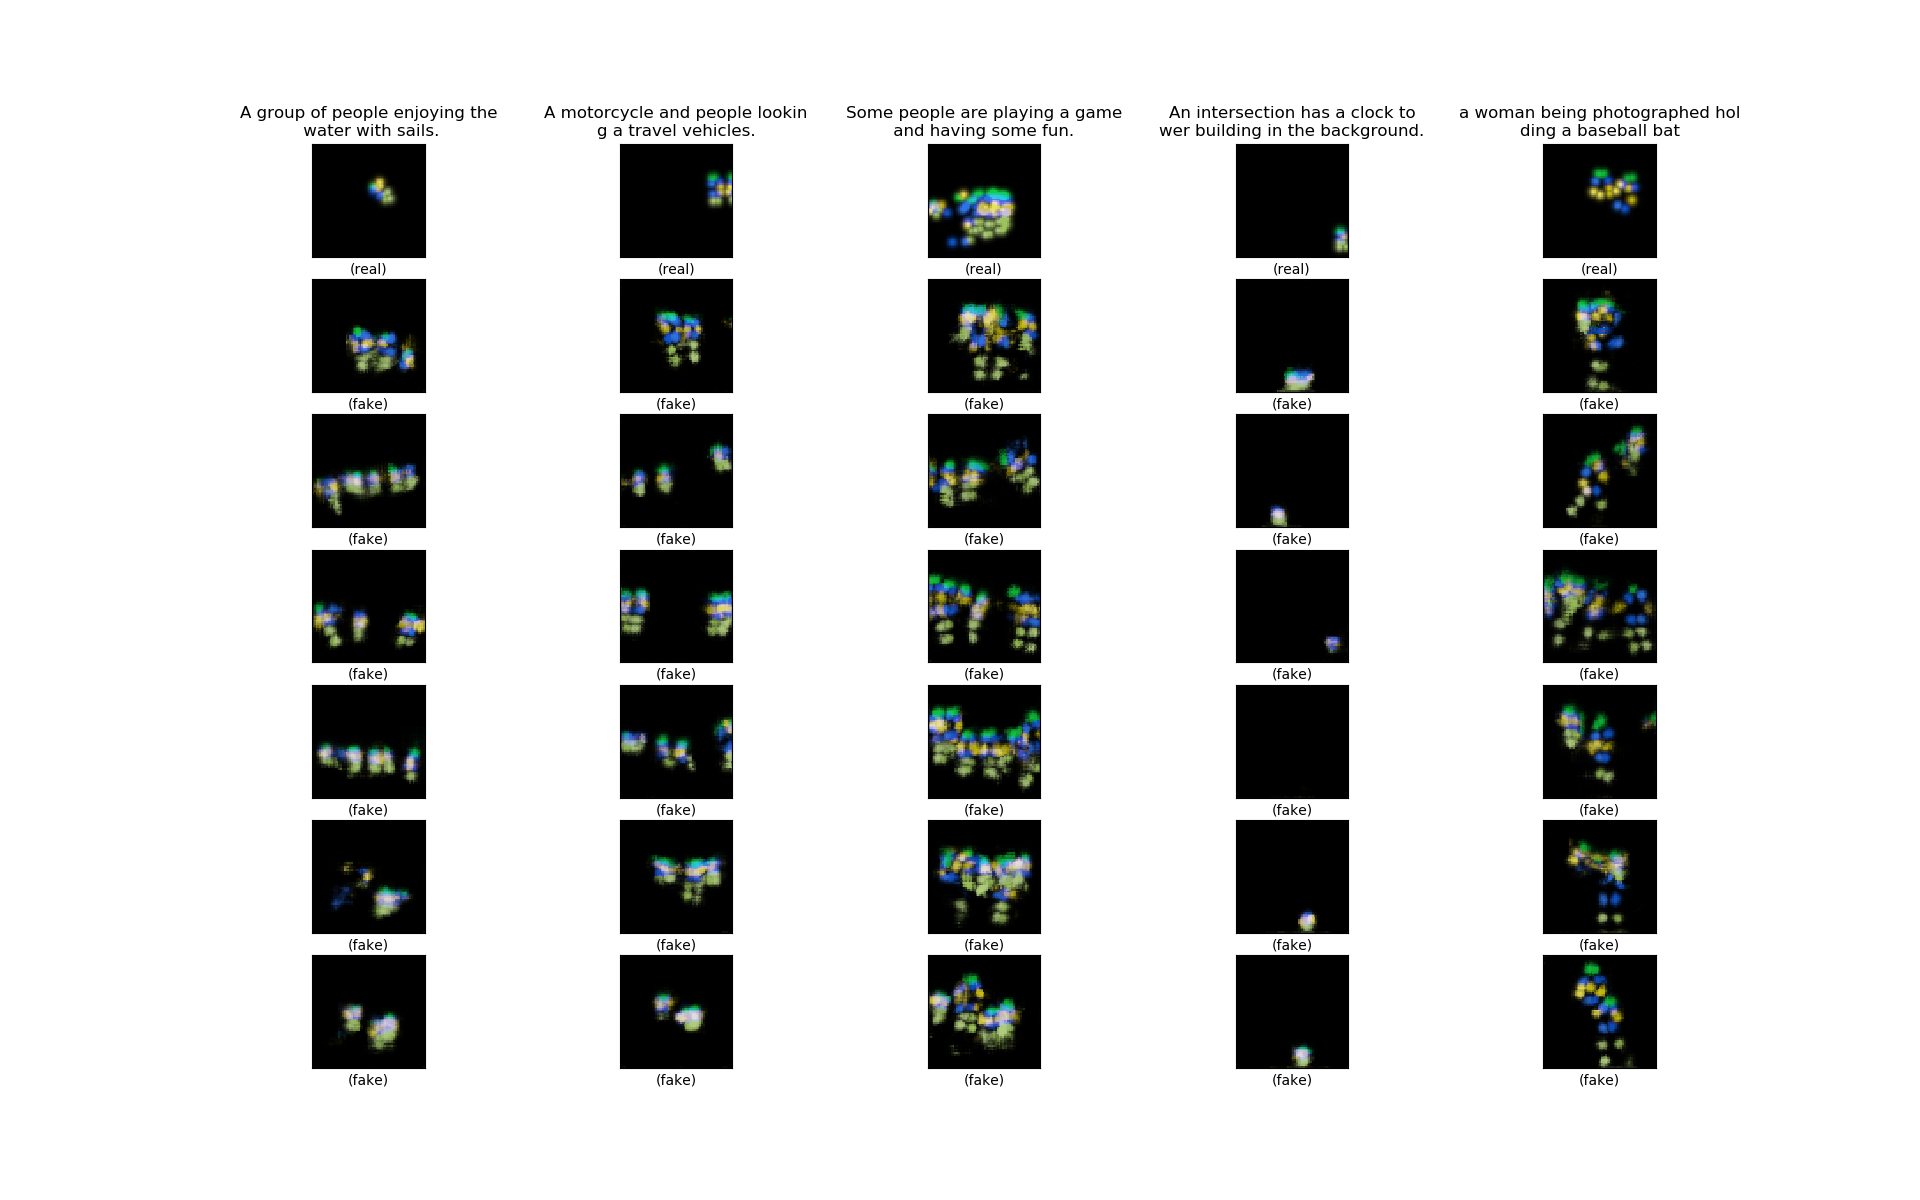 A group of people enjoying the
water with sails.
A motorcycle and people lookin
g a travel vehicles.
Some people are playing a game
and having some fun.
An intersection has a clock to
wer building in the background.
a woman being photographed hol
ding a baseball bat
(real) (real) (real) (real) (real)
(fake) (fake) (fake) (fake) (fake)
(fake) (fake) (fake) (fake) (fake)
(fake) (fake) (fake) (fake) (fake)
(fake) (fake) (fake) (fake) (fake)
(fake) (fake) (fake) (fake) (fake)
(fake) (fake) (fake) (fake) (fake)